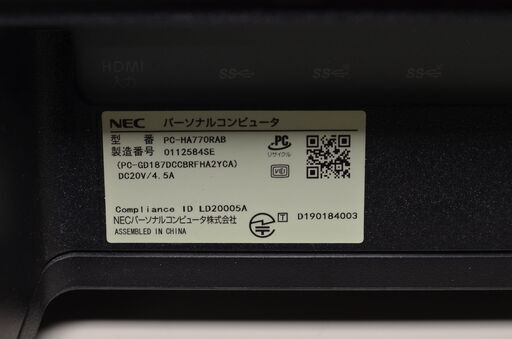 HDMI
入力
SS
SS
SS
NEC パーソナルコンピュータ
型 番 PC-HA770RAB
製造番号 0112584SE
(PC-GD187DCCBRFHA2YCA)
DC20V/4.5A
PC
リサイクル
Compliance ID LD20005A
NECパーソナルコンピュータ株式会社
ASSEMBLED IN CHINA
T D190184003